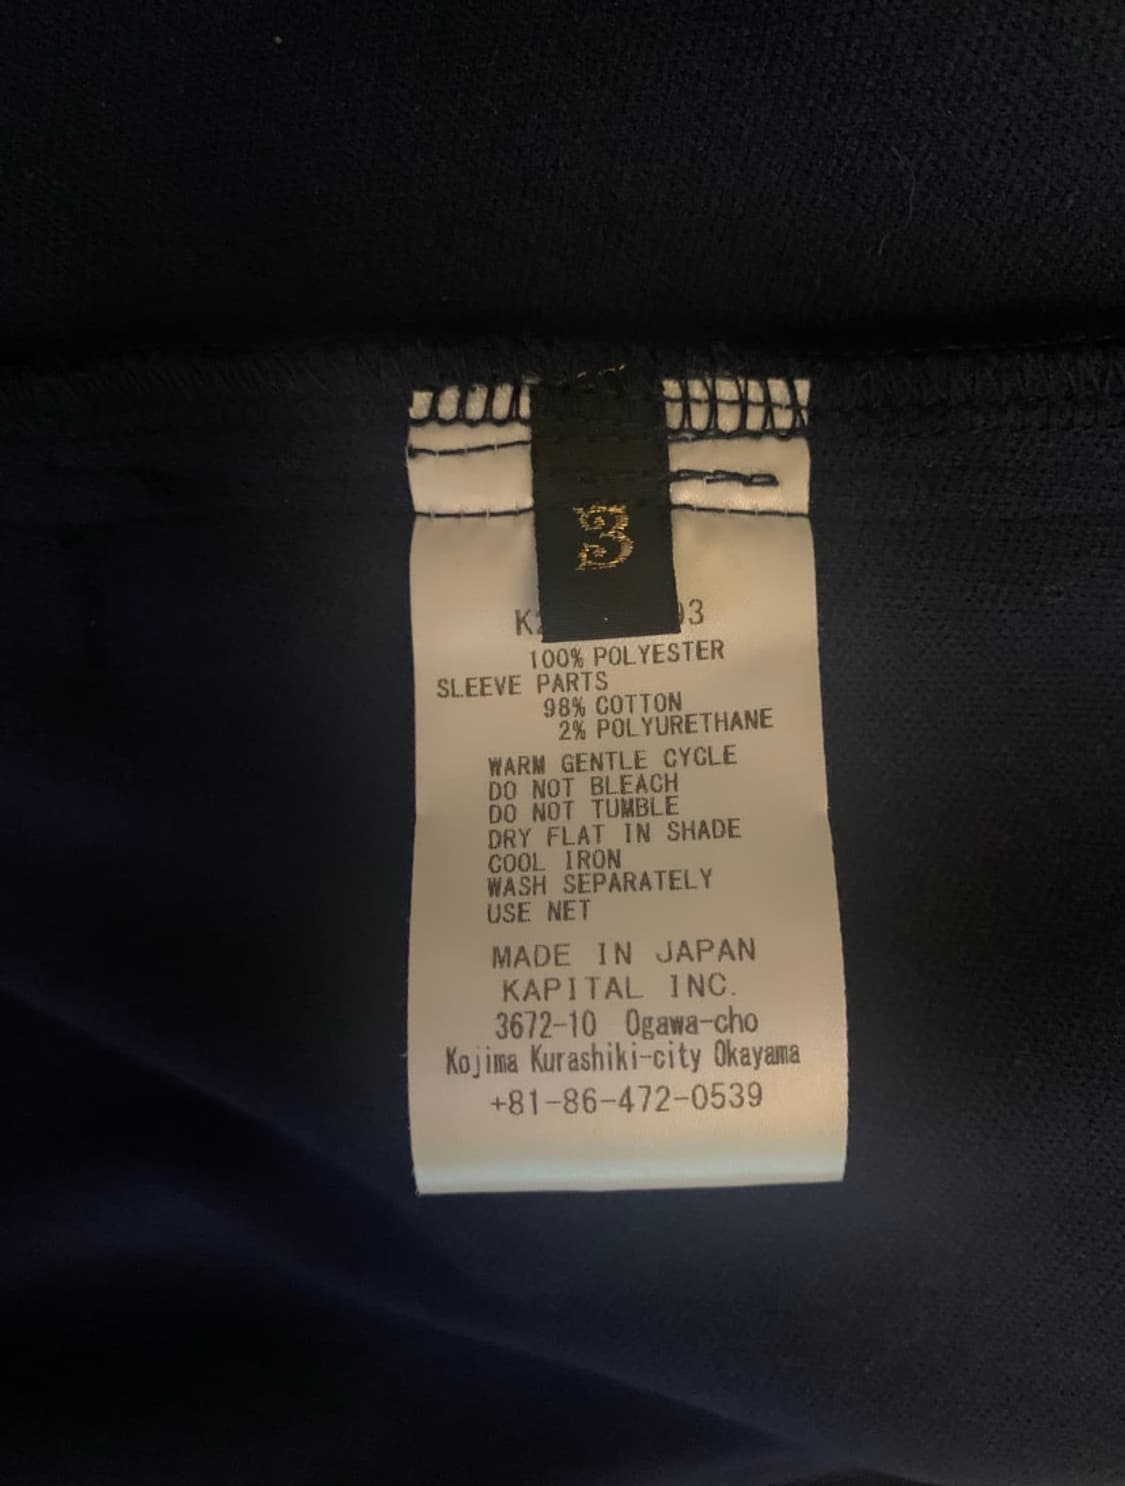 3
100% POLYESTER
SLEEVE PARTS
98% COTTON
2% POLYURETHANE
WARM GENTLE CYCLE
DO NOT BLEACH
DO NOT TUMBLE
DRY FLAT IN SHADE
COOL IRON
WASH SEPARATELY
USE NET
MADE IN JAPAN
KAPITAL INC.
3672-10 Ogawa-cho
Kojima Kurashiki-city Okayama
+81-86-472-0539